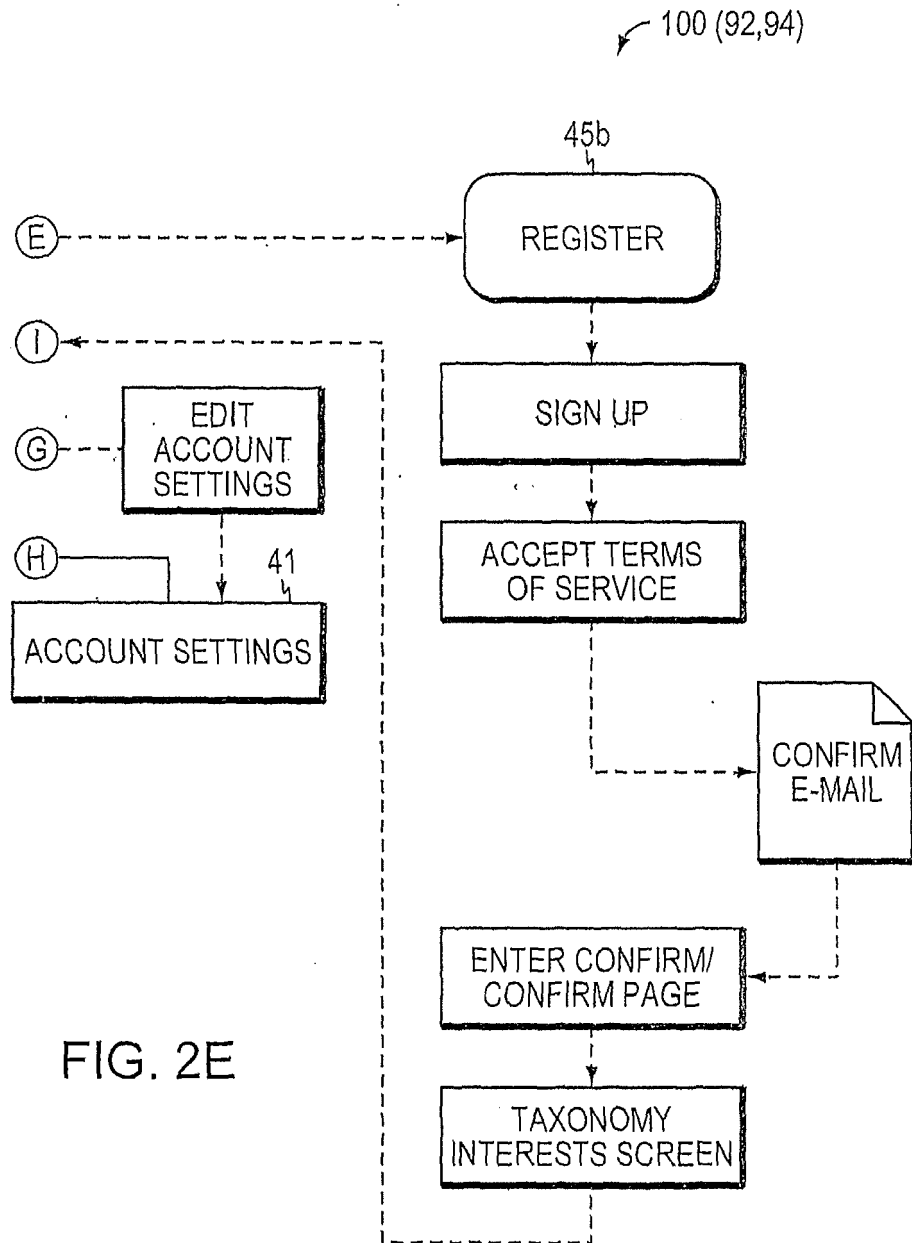 100 (92,94)
45b
E
REGISTER
I
SIGN UP
G
EDIT
ACCOUNT
SETTINGS
ACCEPT TERMS
OF SERVICE
H
41
ACCOUNT SETTINGS
CONFIRM
E-MAIL
ENTER CONFIRM/
CONFIRM PAGE
FIG. 2E
TAXONOMY
INTERESTS SCREEN